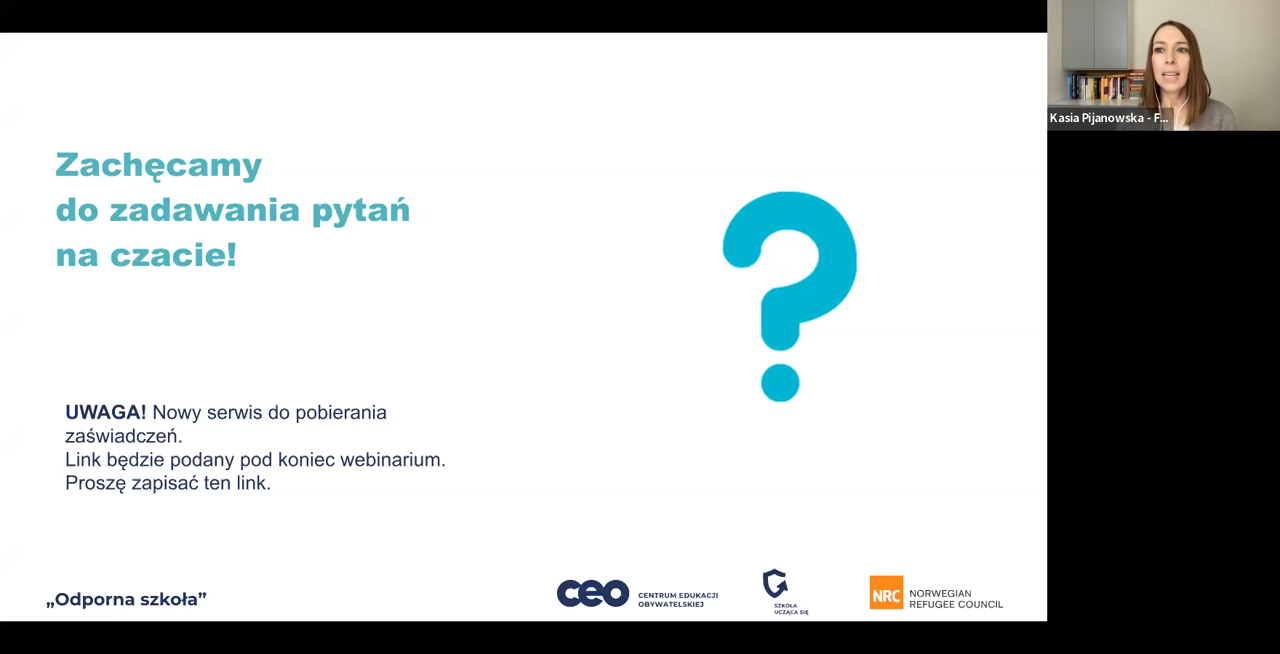 Zachęcamy
do zadawania pytań
na czacie!
UWAGA! Nowy serwis do pobierania
zaświadczeń.
Link będzie podany pod koniec webinarium.
Proszę zapisać ten link.
„Odporna szkoła”
ceo
CENTRUM EDUKACJI
OBYWATELSKIEJ
SZKOŁA
UCZĄCA SIĘ
NRC
NORWEGIAN
REFUGEE COUNCIL
Kasia Pijanowska - F...